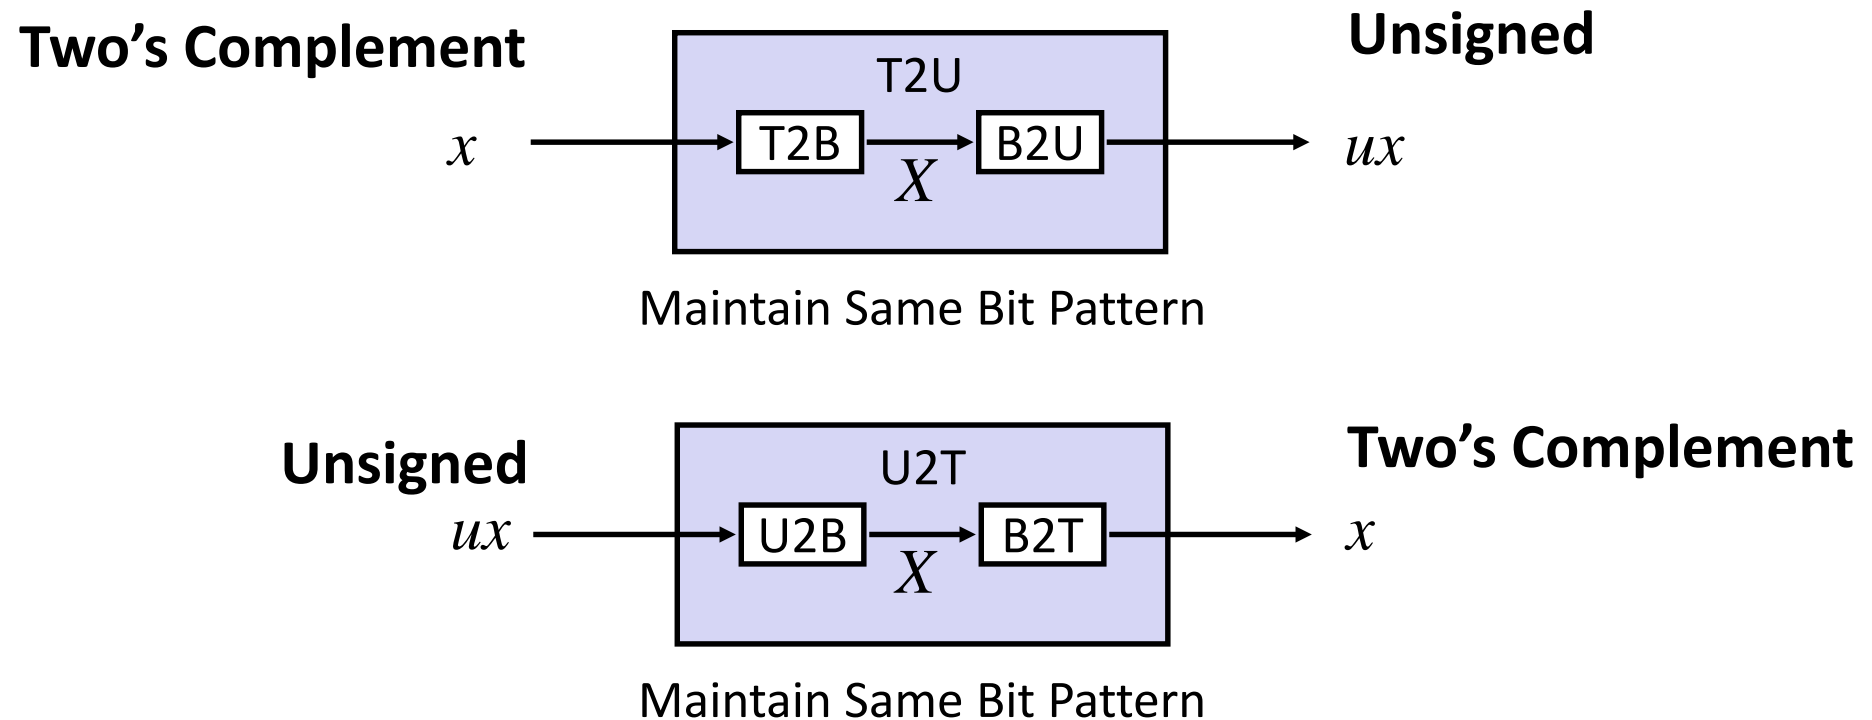 Two’s Complement
Unsigned
T2U
x
T2B
X
B2U
ux
Maintain Same Bit Pattern
Unsigned
Two’s Complement
U2T
ux
U2B
X
B2T
x
Maintain Same Bit Pattern